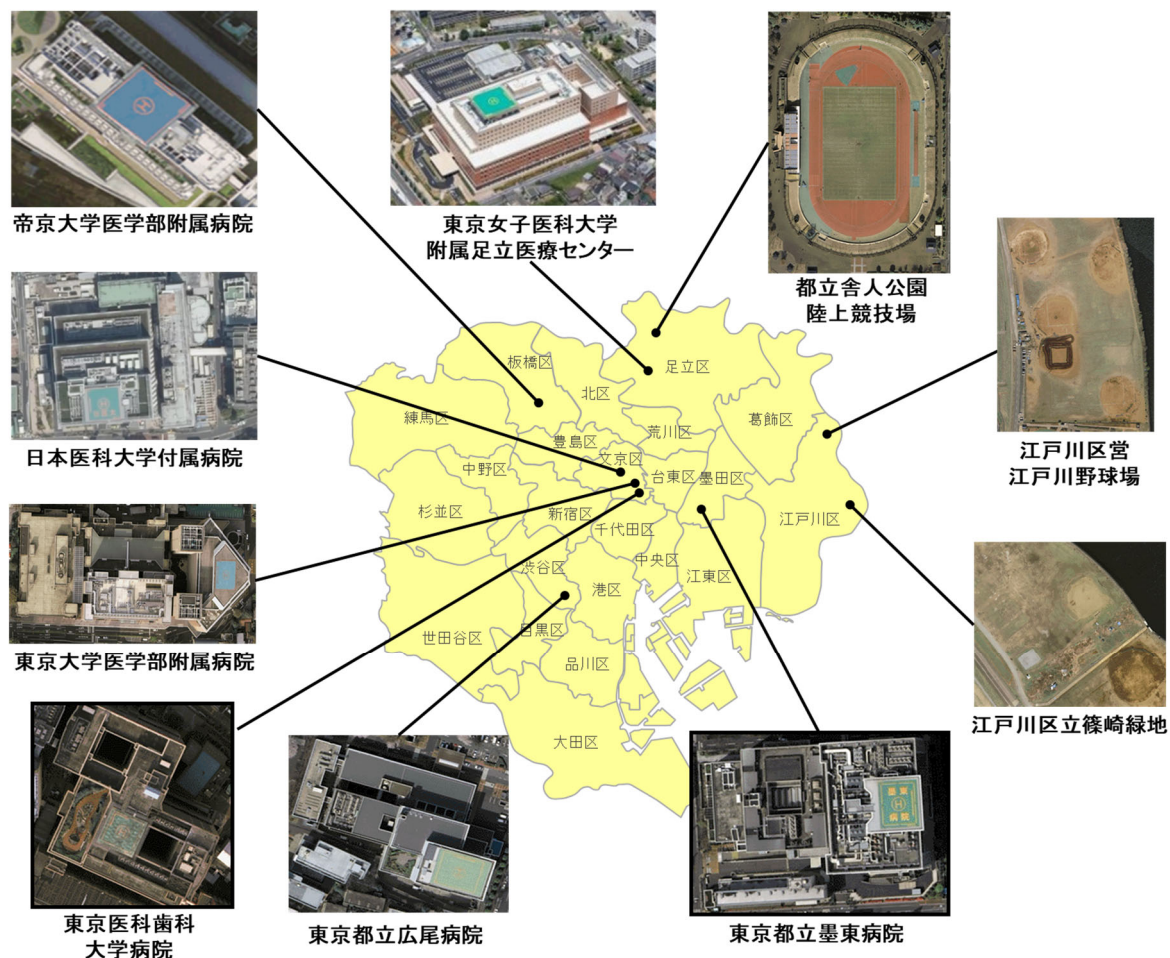 帝京大学医学部附属病院
東京女子医科大学
附属足立医療センター
都立舎人公園
陸上競技場
日本医科大学付属病院
江戸川区営
江戸川野球場
東京大学医学部附属病院
江戸川区立篠崎緑地
東京医科歯科
大学病院
東京都立広尾病院
東京都立墨東病院
板橋区
足立区
北区
練馬区
荒川区
葛飾区
豊島区
文京区
中野区
台東区
墨田区
杉並区
新宿区
江戸川区
千代田区
中央区
渋谷区
江東区
港区
目黒区
世田谷区
品川区
大田区
H
H
墨東
H
病院